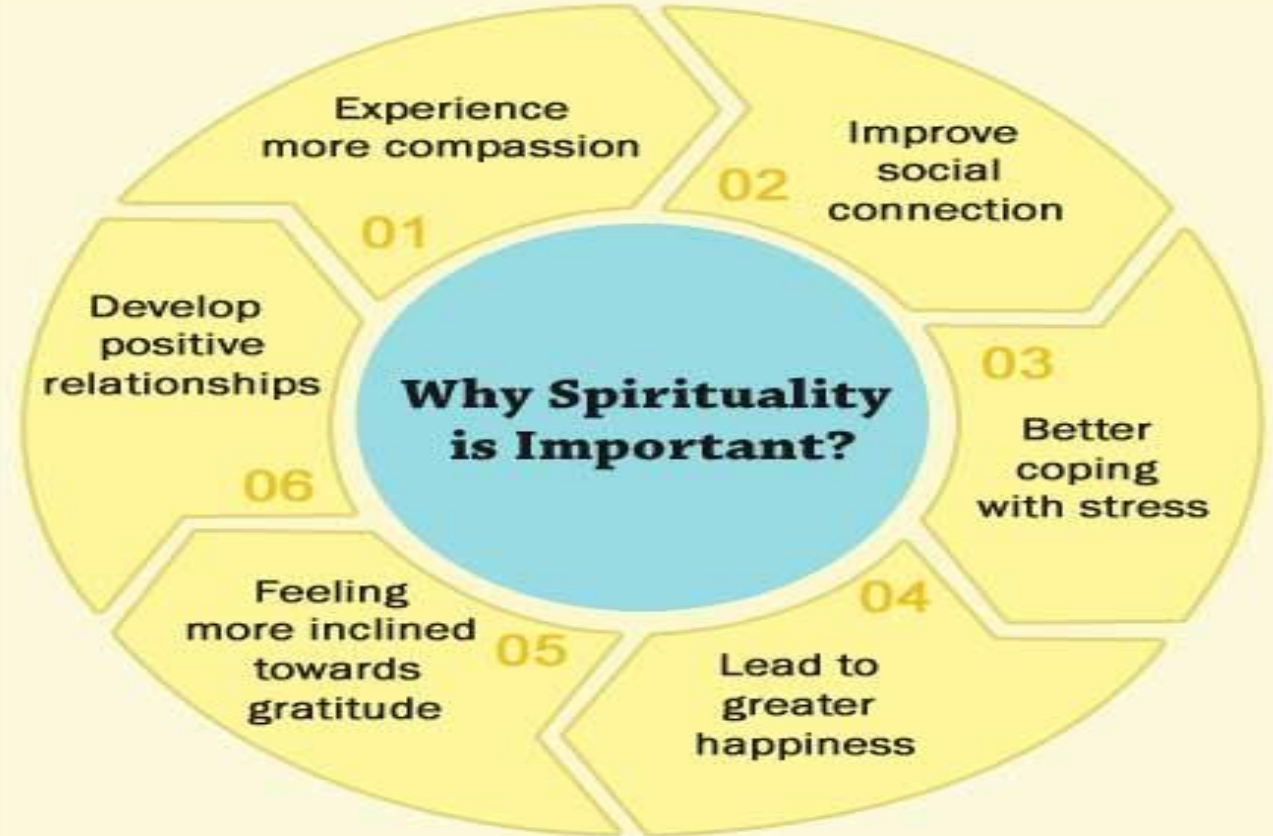 Why Spirituality
is Important?
01
Experience
more compassion
02
Improve
social
connection
03
Better
coping
with stress
04
Lead to
greater
happiness
05
Feeling
more inclined
towards
gratitude
06
Develop
positive
relationships